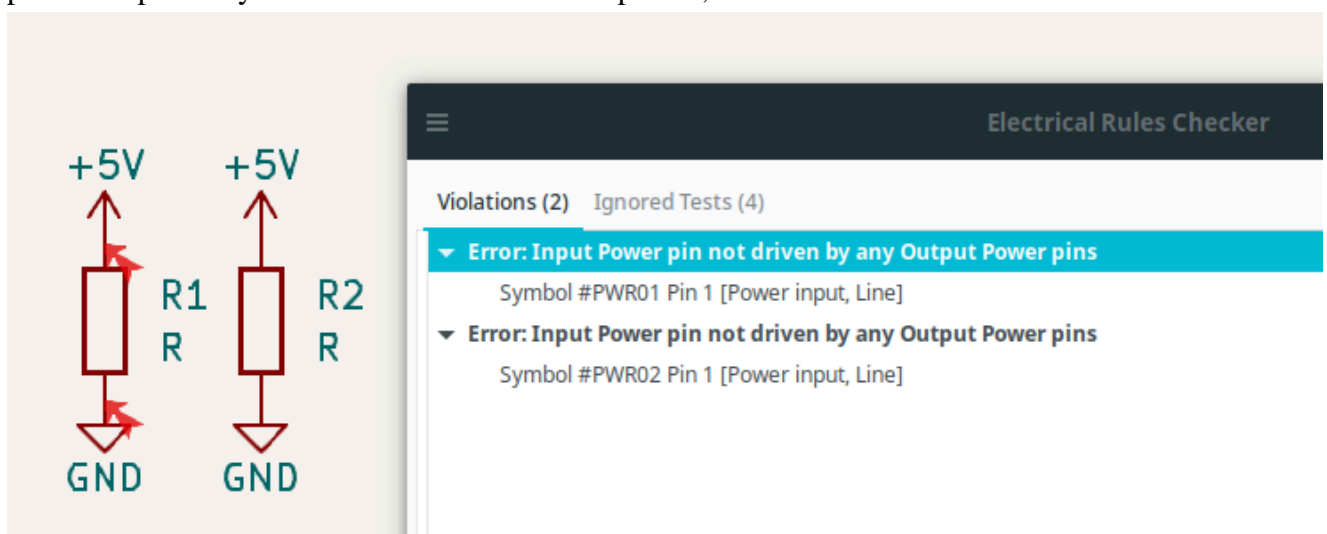 +5V +5V
R1 R2
R R
GND GND
Electrical Rules Checker
Violations (2) Ignored Tests (4)
Error: Input Power pin not driven by any Output Power pins
Symbol #PWR01 Pin 1 [Power input, Line]
Error: Input Power pin not driven by any Output Power pins
Symbol #PWR02 Pin 1 [Power input, Line]